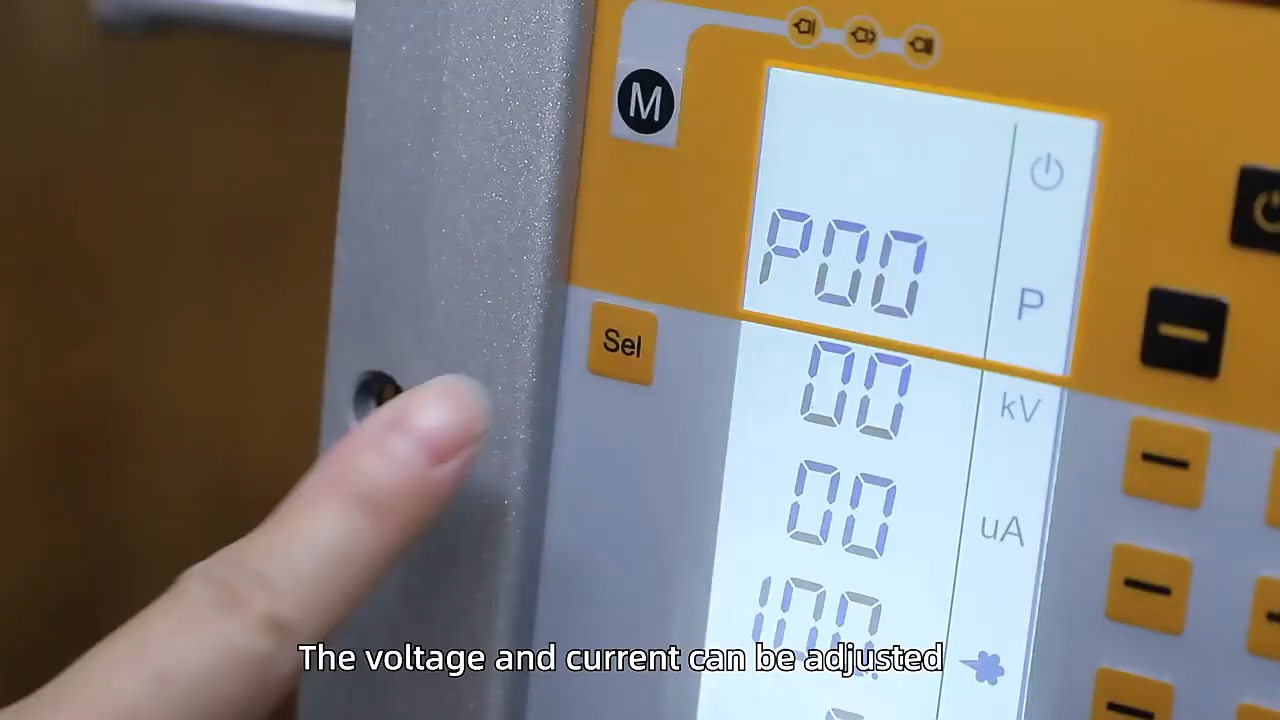 M
P00
P
Sel
00
kV
00
uA
100
The voltage and current can be adjusted